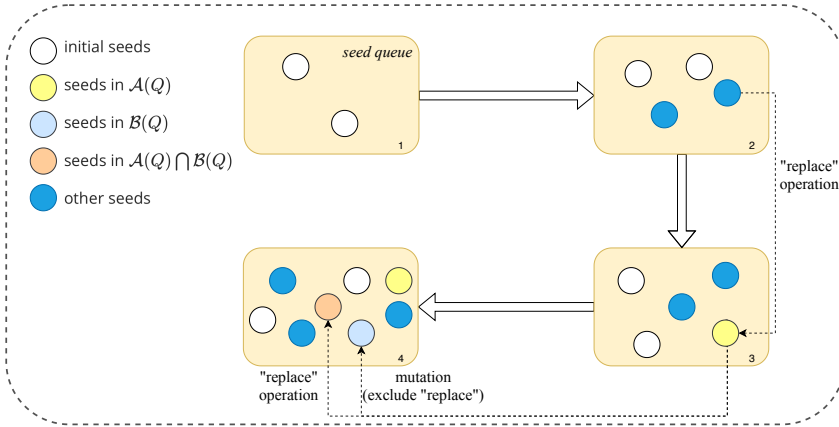 initial seeds
seeds in 𝒜(Q)
seeds in ℬ(Q)
seeds in 𝒜(Q) ⋂ ℬ(Q)
other seeds
seed queue
1
2
"replace"
operation
3
4
"replace"
operation
mutation
(exclude "replace")